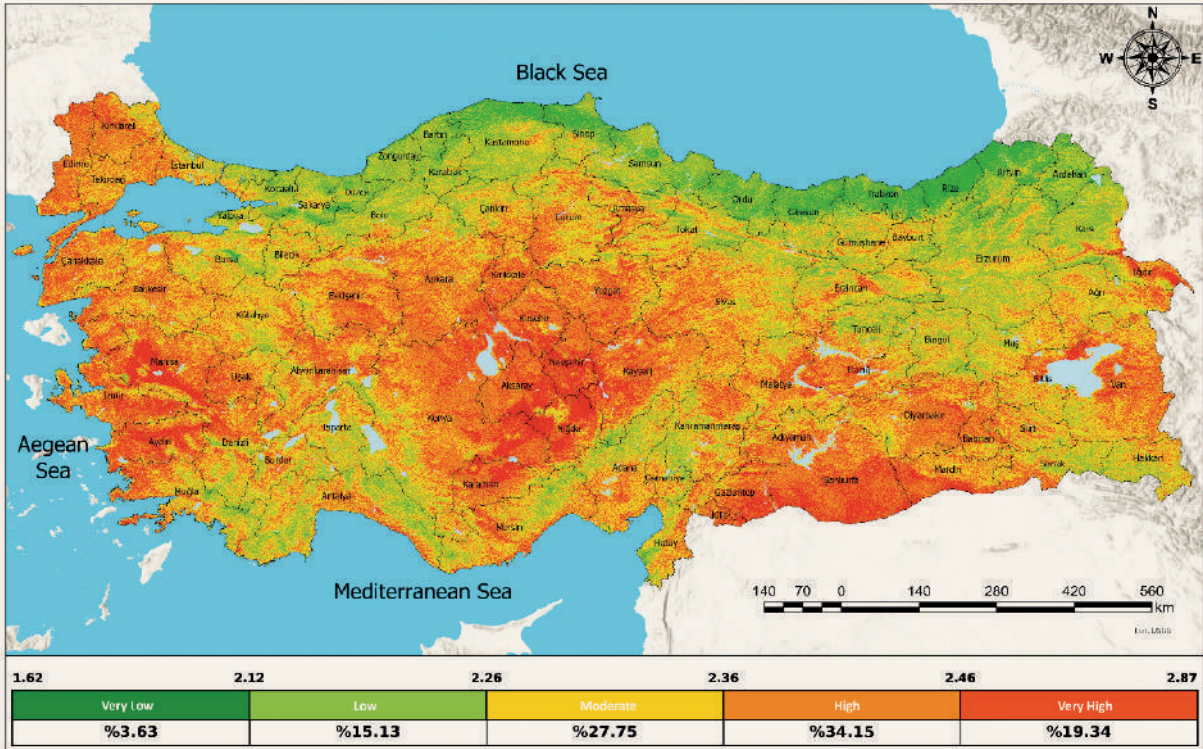 N
Black Sea
W E
S
Kırklareli
Edirne
Tekirdağ
İstanbul
Bartın
Zonguldak
Kastamonu
Sinop
Karabük
Samsun
Kocaeli
Sakarya
Düzce
Yalova
Bolu
Çankırı
Çorum
Amasya
Ordu
Giresun
Trabzon
Rize
Artvin
Ardahan
Tokat
Gümüşhane
Bayburt
Kars
Çanakkale
Bursa
Bilecik
Erzurum
Iğdır
Balıkesir
Eskişehir
Ankara
Kırıkkale
Yozgat
Sivas
Erzincan
Ağrı
Kütahya
Kırşehir
Tunceli
Bingöl
Muş
Manisa
Uşak
Afyonkarahisar
Nevşehir
Kayseri
Aksaray
Malatya
Elazığ
Bitlis
Van
İzmir
Konya
Niğde
Diyarbakır
Aydın
Denizli
Isparta
Kahramanmaraş
Adıyaman
Batman
Siirt
Aegean
Sea
Burdur
Adana
Mardin
Şırnak
Hakkari
Muğla
Antalya
Karaman
Osmaniye
Gaziantep
Şanlıurfa
Kilis
Mersin
Hatay
Mediterranean Sea
140 70 0 140 280 420 560
km
Esri, USGS
1.62 2.12 2.26 2.36 2.46 2.87
Very Low Low Moderate High Very High
%3.63 %15.13 %27.75 %34.15 %19.34